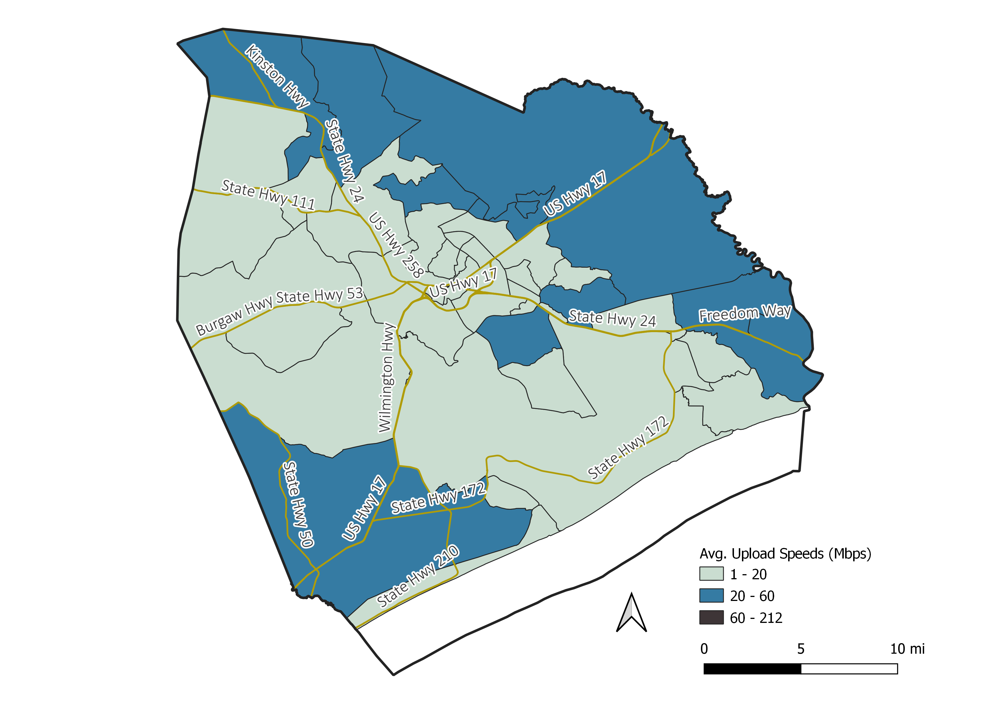 Kinston Hwy
State Hwy 24
State Hwy 111
US Hwy 17
US Hwy 258
US Hwy 17
Burgaw Hwy
State Hwy 53
State Hwy 24
Freedom Way
Wilmington Hwy
State Hwy 172
State Hwy 50
US Hwy 17
State Hwy 172
State Hwy 210
Avg. Upload Speeds (Mbps)
1 - 20
20 - 60
60 - 212
0 5 10 mi